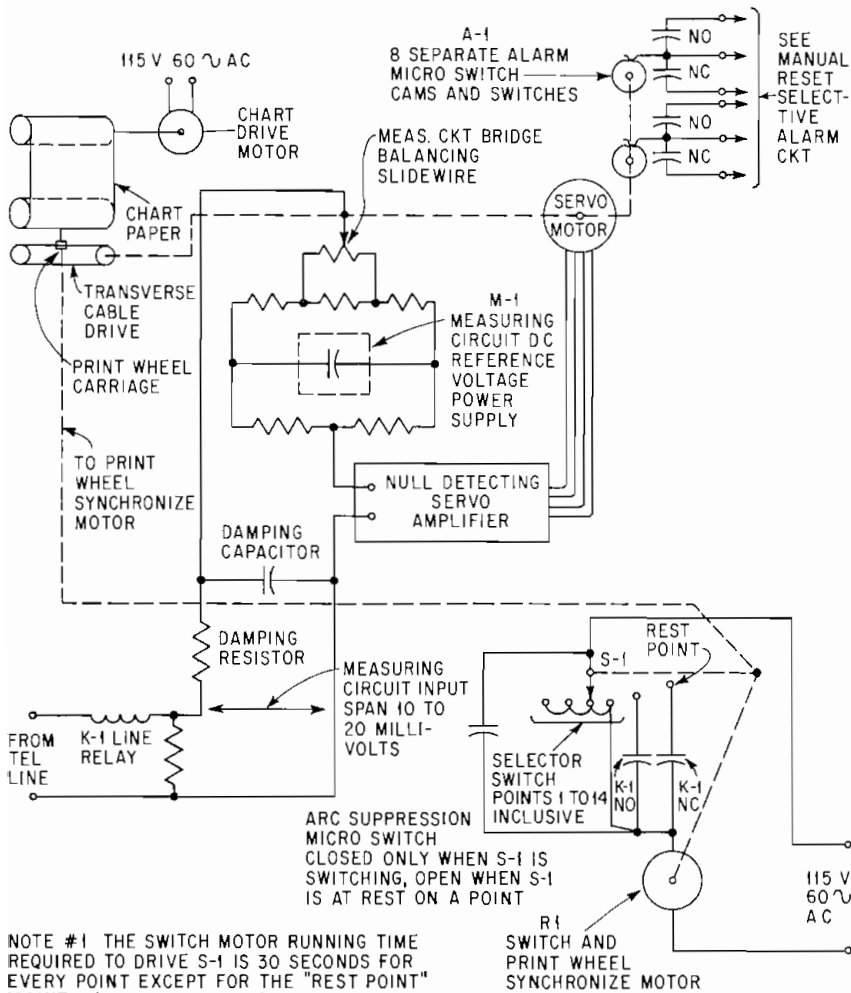 A-1
8 SEPARATE ALARM
MICRO SWITCH
CAMS AND SWITCHES
NO
NC
NO
NC
SEE
MANUAL
RESET
SELECT-
TIVE
ALARM
CKT
115 V 60 ~ AC
CHART
DRIVE
MOTOR
MEAS. CKT BRIDGE
BALANCING
SLIDEWIRE
CHART
PAPER
SERVO
MOTOR
TRANSVERSE
CABLE
DRIVE
M-1
MEASURING
CIRCUIT DC
REFERENCE
VOLTAGE
POWER
SUPPLY
PRINT WHEEL
CARRIAGE
TO PRINT
WHEEL
SYNCHRONIZE
MOTOR
NULL DETECTING
SERVO
AMPLIFIER
DAMPING
CAPACITOR
DAMPING
RESISTOR
MEASURING
CIRCUIT INPUT
SPAN 10 TO
20 MILLI-
VOLTS
REST
POINT
S-1
FROM
TEL
LINE
K-1 LINE
RELAY
SELECTOR
SWITCH
POINTS 1 TO 14
INCLUSIVE
K-1
NO
K-1
NC
ARC SUPPRESSION
MICRO SWITCH
CLOSED ONLY WHEN S-1 IS
SWITCHING, OPEN WHEN S-1
IS AT REST ON A POINT
115 V
60 ~
AC
R1
SWITCH AND
PRINT WHEEL
SYNCHRONIZE MOTOR
NOTE #1 THE SWITCH MOTOR RUNNING TIME
REQUIRED TO DRIVE S-1 IS 30 SECONDS FOR
EVERY POINT EXCEPT FOR THE "REST POINT"